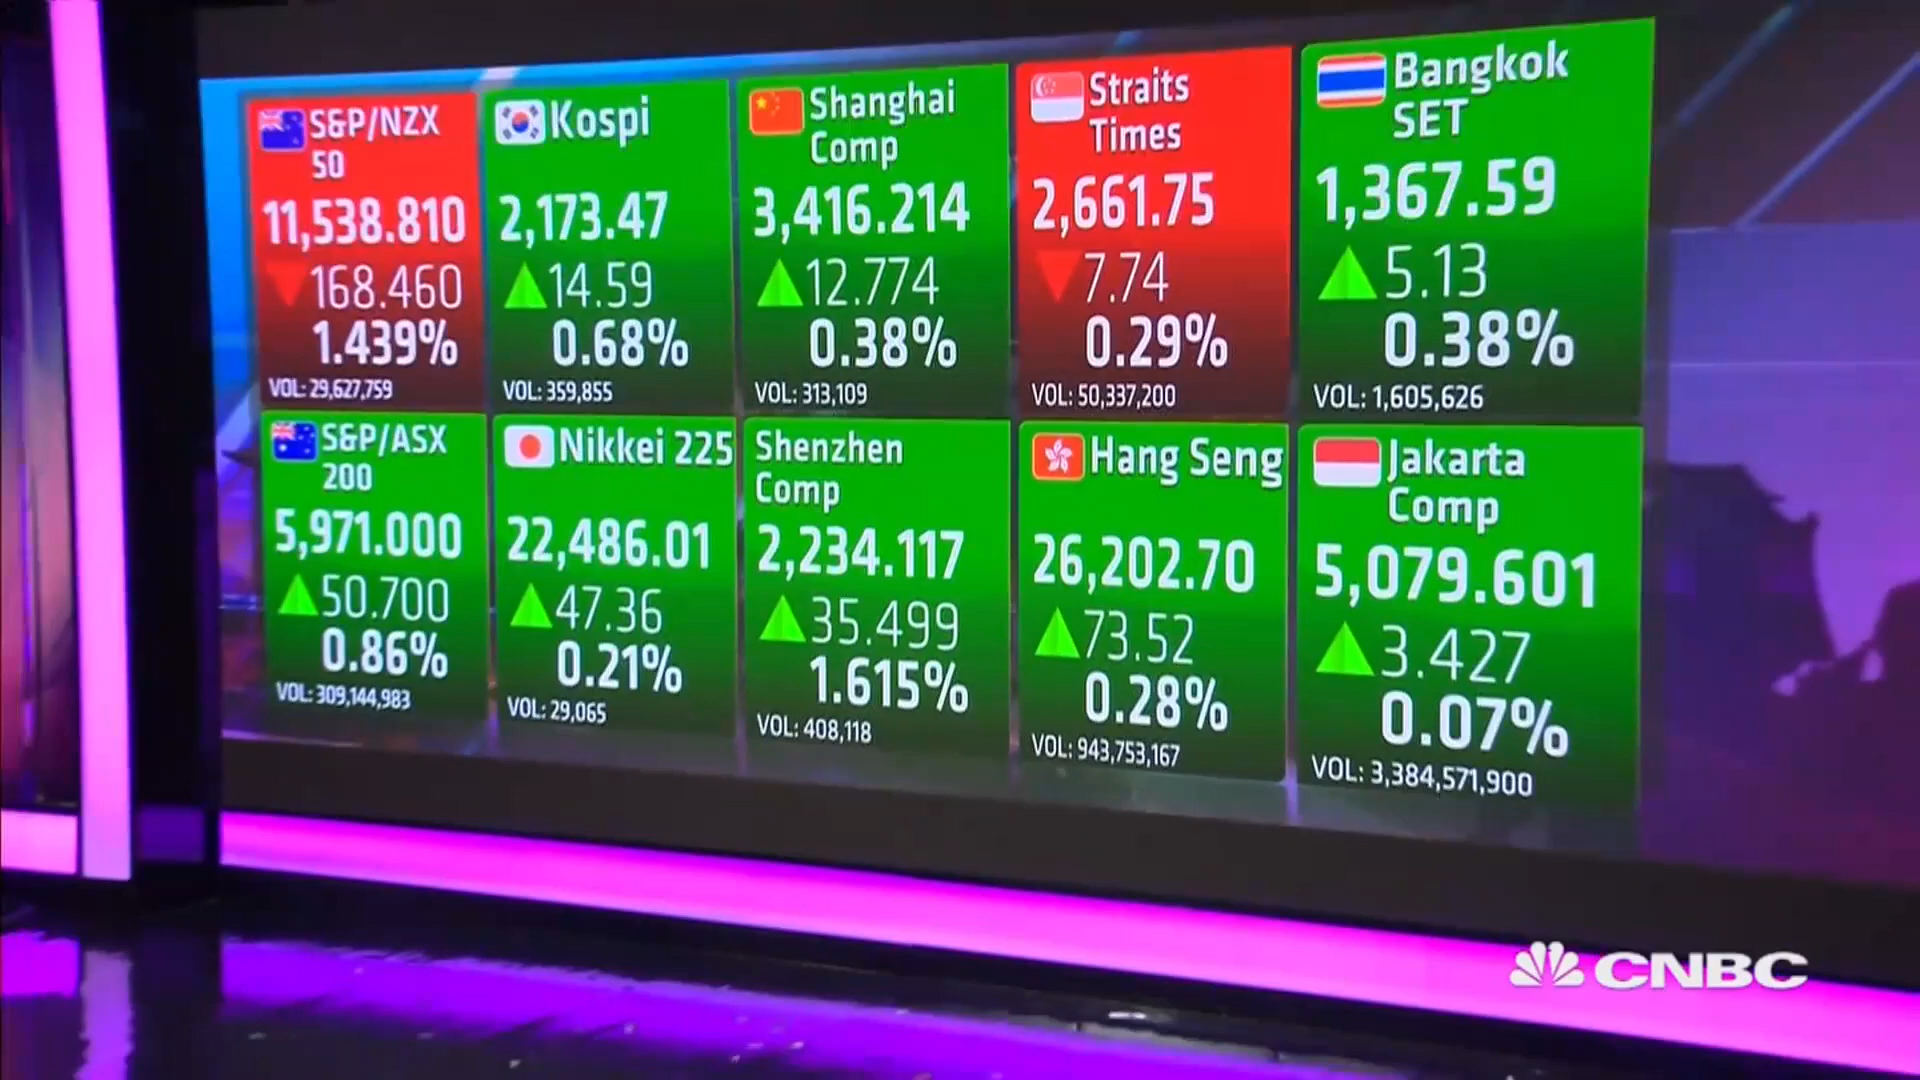 S&P/NZX
50
11,538.810
▼168.460
1.439%
VOL: 29,627,759
Kospi
2,173.47
▲14.59
0.68%
VOL: 359,855
Shanghai
Comp
3,416.214
▲12.774
0.38%
VOL: 313,109
Straits
Times
2,661.75
▼7.74
0.29%
VOL: 50,337,200
Bangkok
SET
1,367.59
▲5.13
0.38%
VOL: 1,605,626
S&P/ASX
200
5,971.000
▲50.700
0.86%
VOL: 309,144,983
Nikkei 225
22,486.01
▲47.36
0.21%
VOL: 29,065
Shenzhen
Comp
2,234.117
▲35.499
1.615%
VOL: 408,118
Hang Seng
26,202.70
▲73.52
0.28%
VOL: 943,753,167
Jakarta
Comp
5,079.601
▲3.427
0.07%
VOL: 3,384,571,900
CNBC